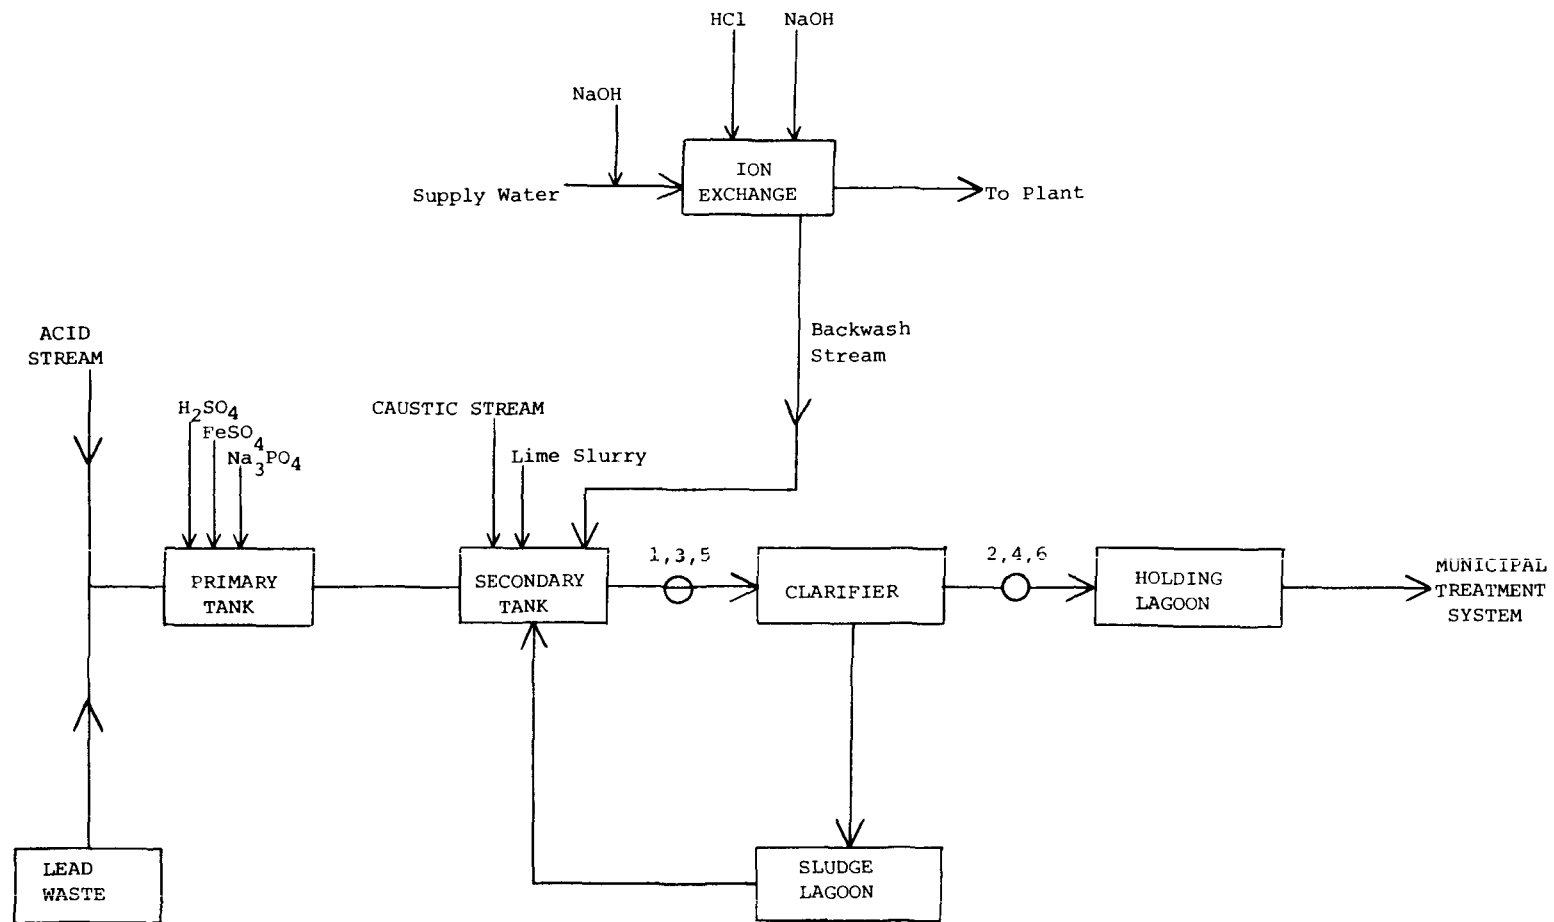 HCl NaOH
NaOH
ION
EXCHANGE
Supply Water
To Plant
Backwash
Stream
ACID
STREAM
H2SO4
FeSO4
Na3PO4
CAUSTIC STREAM
Lime Slurry
PRIMARY
TANK
SECONDARY
TANK
1,3,5
CLARIFIER
2,4,6
HOLDING
LAGOON
MUNICIPAL
TREATMENT
SYSTEM
LEAD
WASTE
SLUDGE
LAGOON